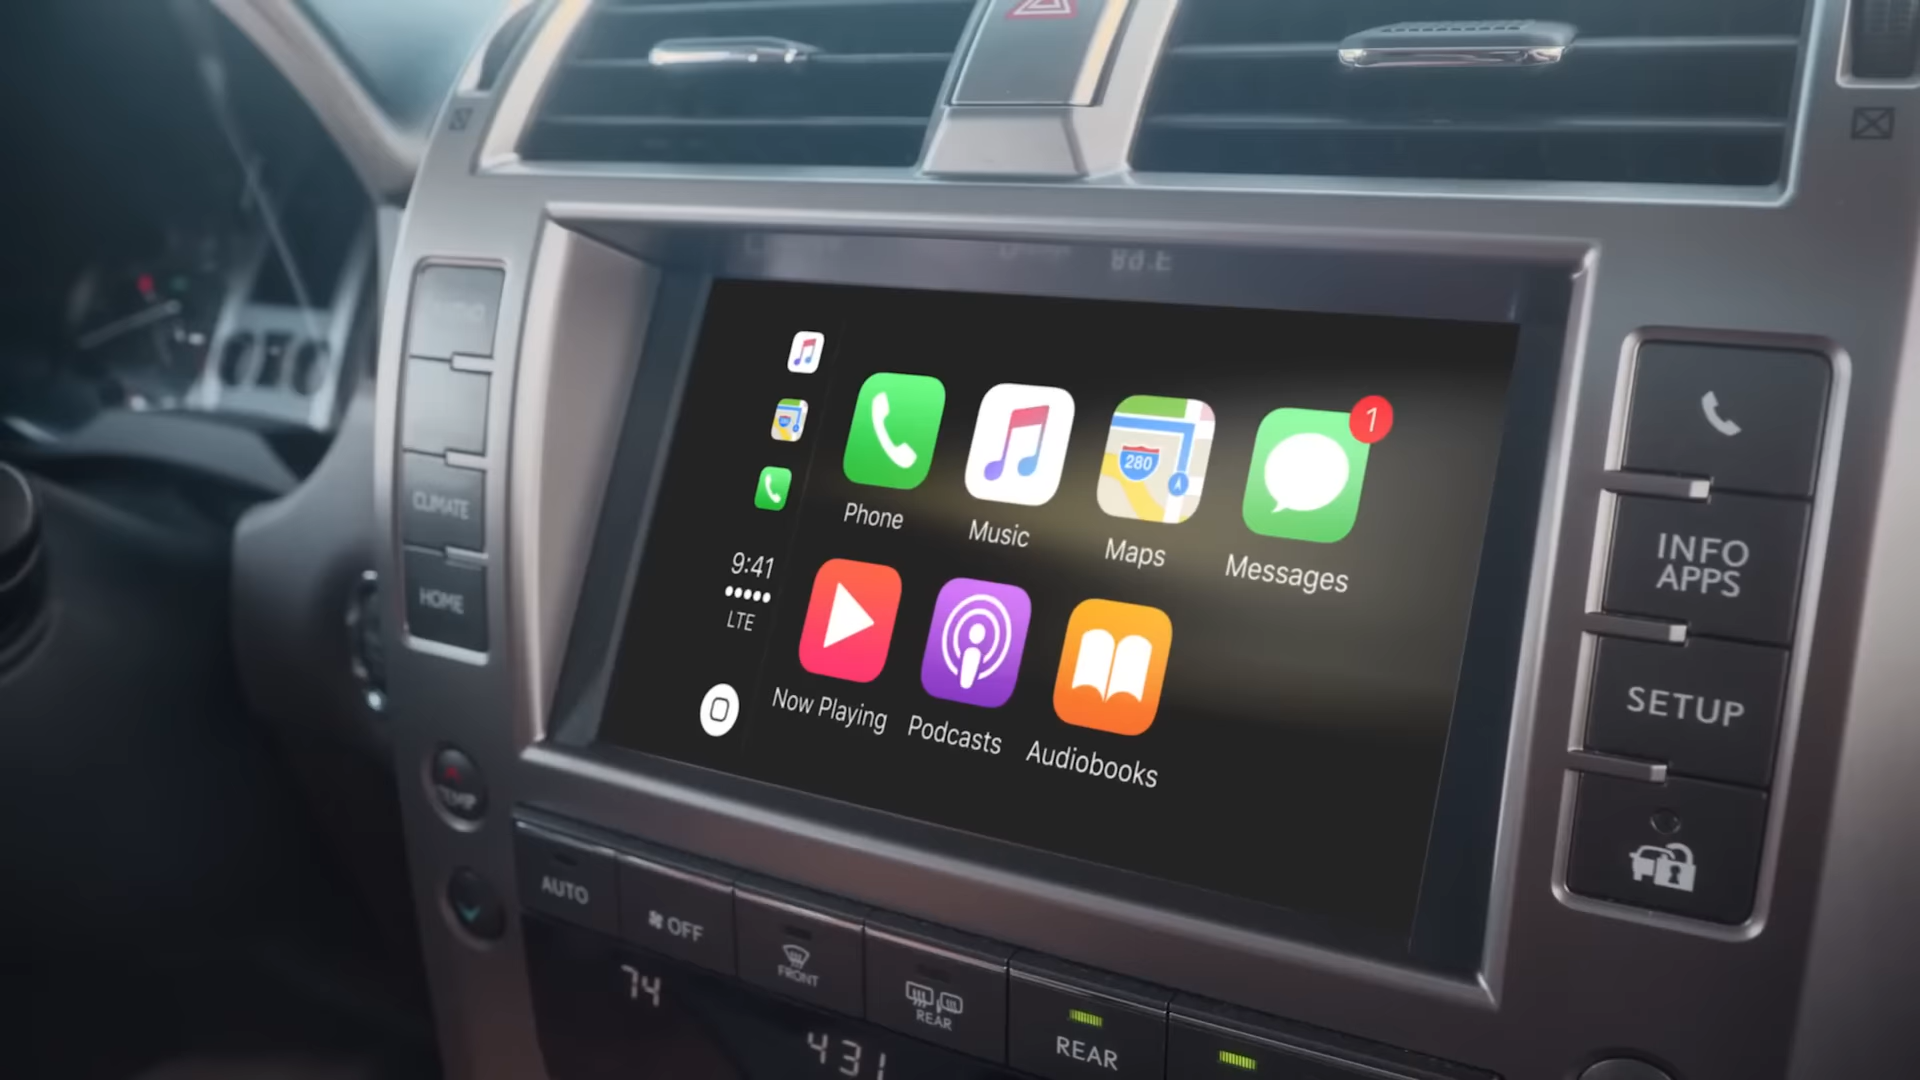 CLIMATE
HOME
280
1
Phone
Music
Maps
Messages
9:41
LTE
Now Playing
Podcasts
Audiobooks
INFO
APPS
SETUP
TEMP
AUTO
OFF
FRONT
REAR
REAR
74
431